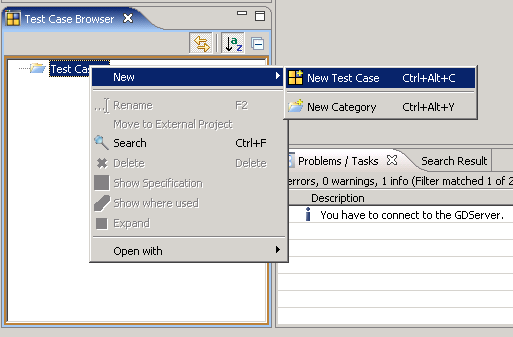 Test Case Browser
Test Cas
New
Rename F2
Move to External Project
Search Ctrl+F
Delete Delete
Show Specification
Show where used
Expand
Open with
New Test Case Ctrl+Alt+C
New Category Ctrl+Alt+Y
Problems / Tasks Search Result
errors, 0 warnings, 1 info (Filter matched 1 of 2
Description
You have to connect to the GDServer.